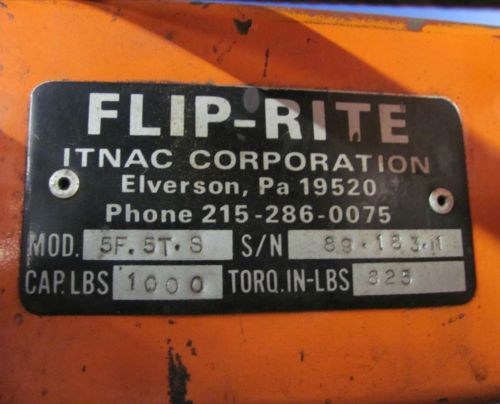 FLIP-RITE
ITNAC CORPORATION
Elverson, Pa 19520
Phone 215-286-0075
MOD. 5F.5T.S S/N 89.183.N
CAP. LBS 1000 TORQ. IN-LBS 825